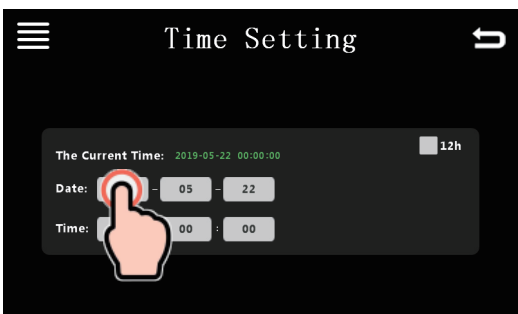 Time Setting
12h
The Current Time: 2019-05-22 00:00:00
Date: - 05 - 22
Time: 00 : 00